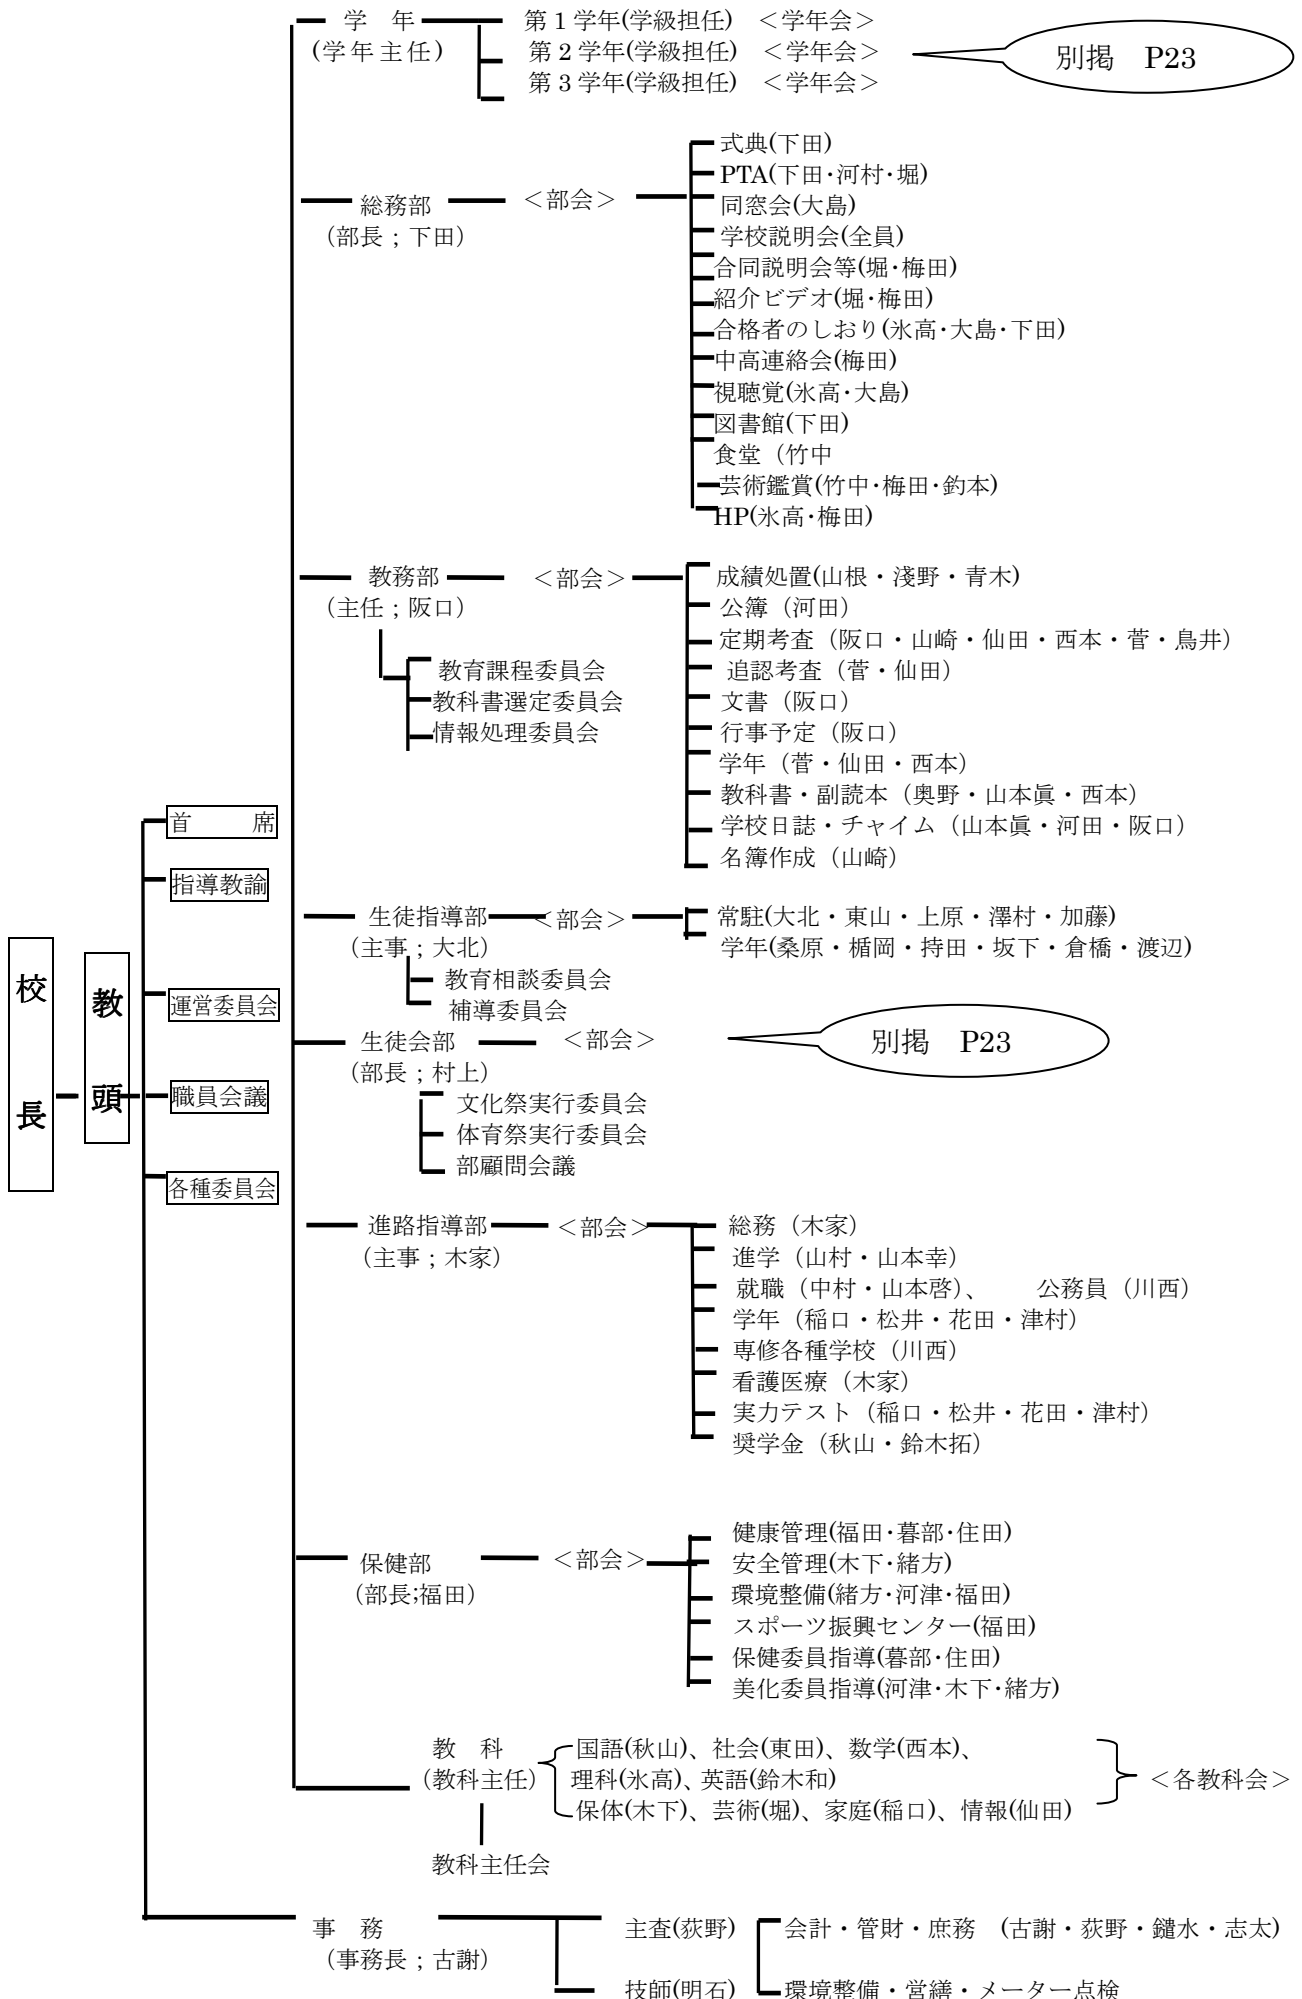 学　年
(学年主任)
第1学年(学級担任)　＜学年会＞
第2学年(学級担任)　＜学年会＞
第3学年(学級担任)　＜学年会＞
別掲　P23
総務部　＜部会＞
（部長；下田）
式典(下田)
PTA(下田･河村･堀)
同窓会(大島)
学校説明会(全員)
合同説明会等(堀･梅田)
紹介ビデオ(堀･梅田)
合格者のしおり(氷高･大島･下田)
中高連絡会(梅田)
視聴覚(氷高･大島)
図書館(下田)
食堂（竹中
芸術鑑賞(竹中･梅田･釣本)
HP(氷高･梅田)
教務部　＜部会＞
（主任；阪口）
教育課程委員会
教科書選定委員会
情報処理委員会
成績処置(山根・淺野・青木)
公簿（河田）
定期考査（阪口・山崎・仙田・西本・菅・鳥井）
追認考査（菅・仙田）
文書（阪口）
行事予定（阪口）
学年（菅・仙田・西本）
教科書・副読本（奥野・山本眞・西本）
学校日誌・チャイム（山本眞・河田・阪口）
名簿作成（山崎）
首　席
指導教諭
校長
教頭
運営委員会
職員会議
各種委員会
生徒指導部　＜部会＞
（主事；大北）
教育相談委員会
補導委員会
常駐(大北・東山・上原・澤村・加藤)
学年(桑原・楯岡・持田・坂下・倉橋・渡辺)
生徒会部　＜部会＞
（部長；村上）
別掲　P23
文化祭実行委員会
体育祭実行委員会
部顧問会議
進路指導部　＜部会＞
（主事；木家）
総務（木家）
進学（山村・山本幸）
就職（中村・山本啓）、　公務員（川西）
学年（稲口・松井・花田・津村）
専修各種学校（川西）
看護医療（木家）
実力テスト（稲口・松井・花田・津村）
奨学金（秋山・鈴木拓）
保健部　＜部会＞
（部長;福田）
健康管理(福田･暮部･住田)
安全管理(木下･緒方)
環境整備(緒方･河津･福田)
スポーツ振興センター(福田)
保健委員指導(暮部･住田)
美化委員指導(河津･木下･緒方)
教　科
（教科主任）
国語(秋山)、社会(東田)、数学(西本)、
理科(氷高)、英語(鈴木和)
保体(木下)、芸術(堀)、家庭(稲口)、情報(仙田)
＜各教科会＞
教科主任会
事　務
（事務長；古謝）
主査(荻野)
会計・管財・庶務　(古謝・荻野・鑓水・志太)
技師(明石)
環境整備・営繕・メーター点検